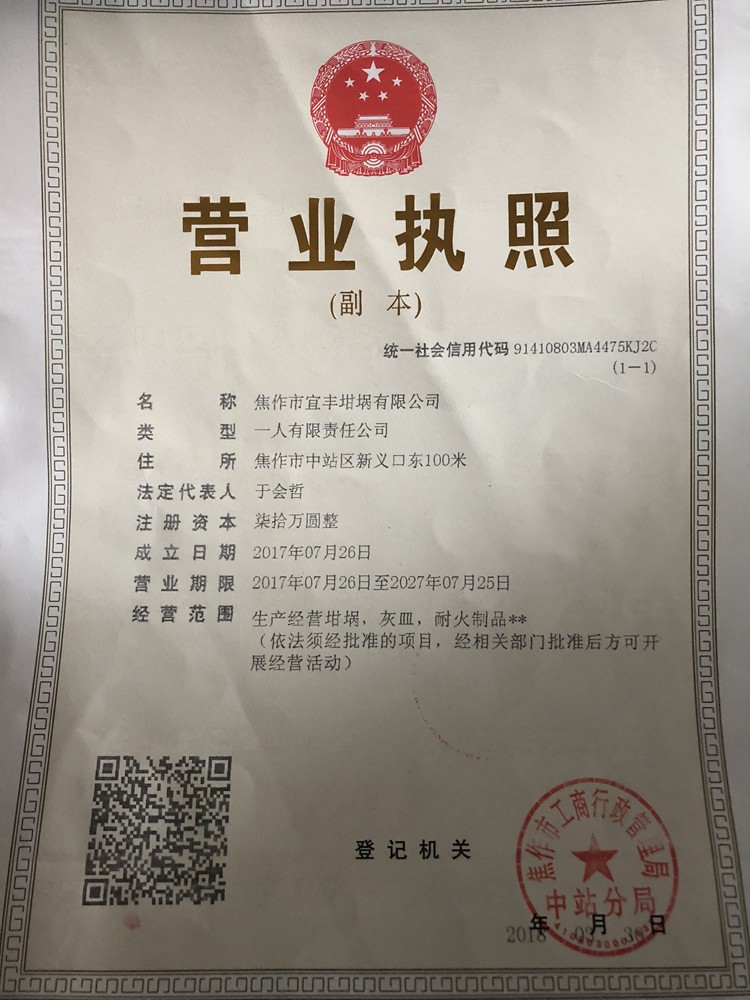 营业执照
(副 本)
统一社会信用代码 91410803MA4475KJ2C
(1-1)
名称 焦作市宜丰坩埚有限公司
类型 一人有限责任公司
住所 焦作市中站区新义口东100米
法定代表人 于会哲
注册资本 柒拾万圆整
成立日期 2017年07月26日
营业期限 2017年07月26日至2027年07月25日
经营范围 生产经营坩埚，灰皿，耐火制品**
（依法须经批准的项目，经相关部门批准后方可开
展经营活动）
焦作市工商行政管理局
中站分局
登记机关
2018年03月30日